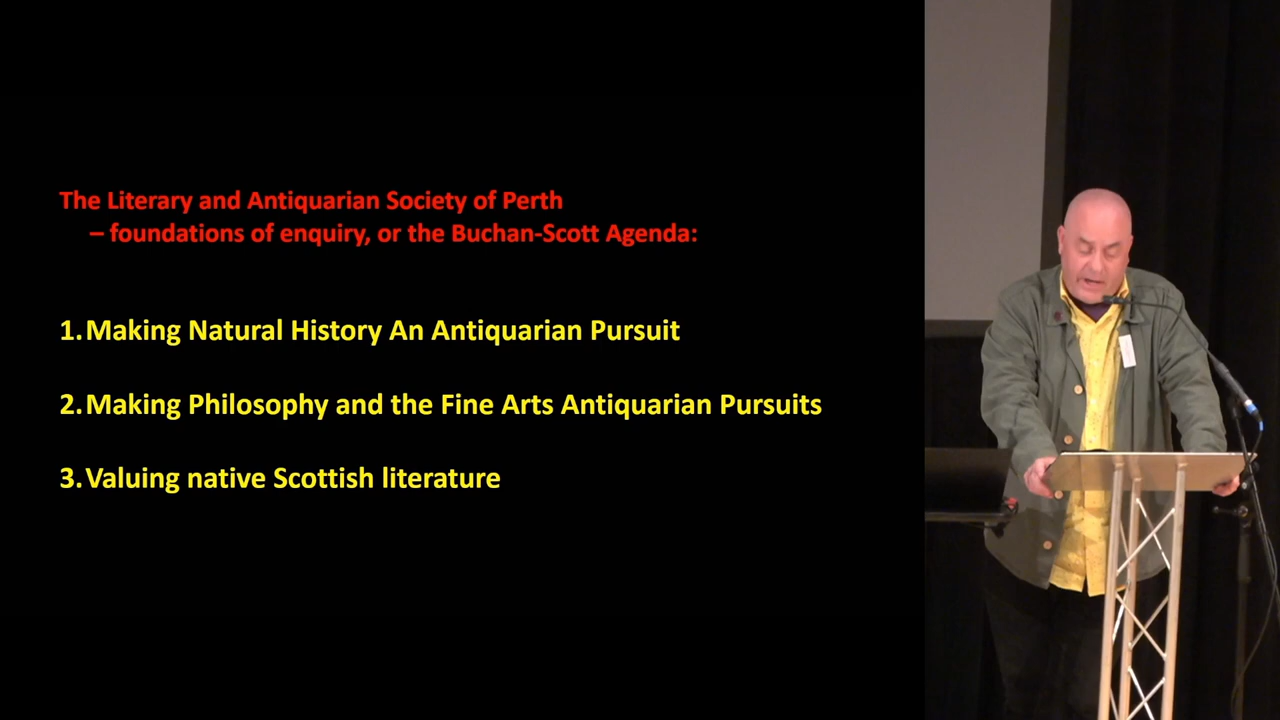 The Literary and Antiquarian Society of Perth
– foundations of enquiry, or the Buchan-Scott Agenda:
1. Making Natural History An Antiquarian Pursuit
2. Making Philosophy and the Fine Arts Antiquarian Pursuits
3. Valuing native Scottish literature